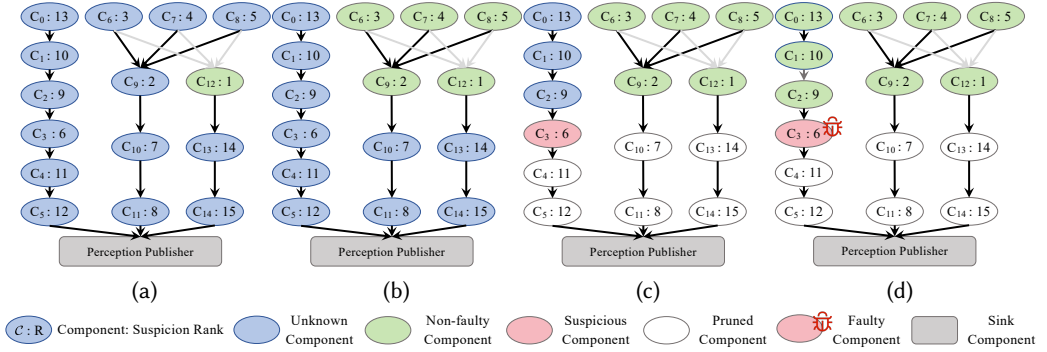 C₀ : 13 C₆ : 3 C₇ : 4 C₈ : 5 C₀ : 13 C₆ : 3 C₇ : 4 C₈ : 5 C₀ : 13 C₆ : 3 C₇ : 4 C₈ : 5 C₀ : 13 C₆ : 3 C₇ : 4 C₈ : 5
C₁ : 10 C₁ : 10 C₁ : 10 C₁ : 10
C₉ : 2 C₁₂ : 1 C₉ : 2 C₁₂ : 1 C₉ : 2 C₁₂ : 1 C₉ : 2 C₁₂ : 1
C₂ : 9 C₂ : 9 C₂ : 9 C₂ : 9
C₃ : 6 C₃ : 6 C₃ : 6 C₃ : 6
C₁₀ : 7 C₁₃ : 14 C₁₀ : 7 C₁₃ : 14 C₁₀ : 7 C₁₃ : 14 C₁₀ : 7 C₁₃ : 14
C₄ : 11 C₄ : 11 C₄ : 11 C₄ : 11
C₅ : 12 C₁₁ : 8 C₁₄ : 15 C₅ : 12 C₁₁ : 8 C₁₄ : 15 C₅ : 12 C₁₁ : 8 C₁₄ : 15 C₅ : 12 C₁₁ : 8 C₁₄ : 15
Perception Publisher Perception Publisher Perception Publisher Perception Publisher
(a) (b) (c) (d)
C : R Component: Suspicion Rank
Unknown
Component
Non-faulty
Component
Suspicious
Component
Pruned
Component
Faulty
Component
Sink
Component